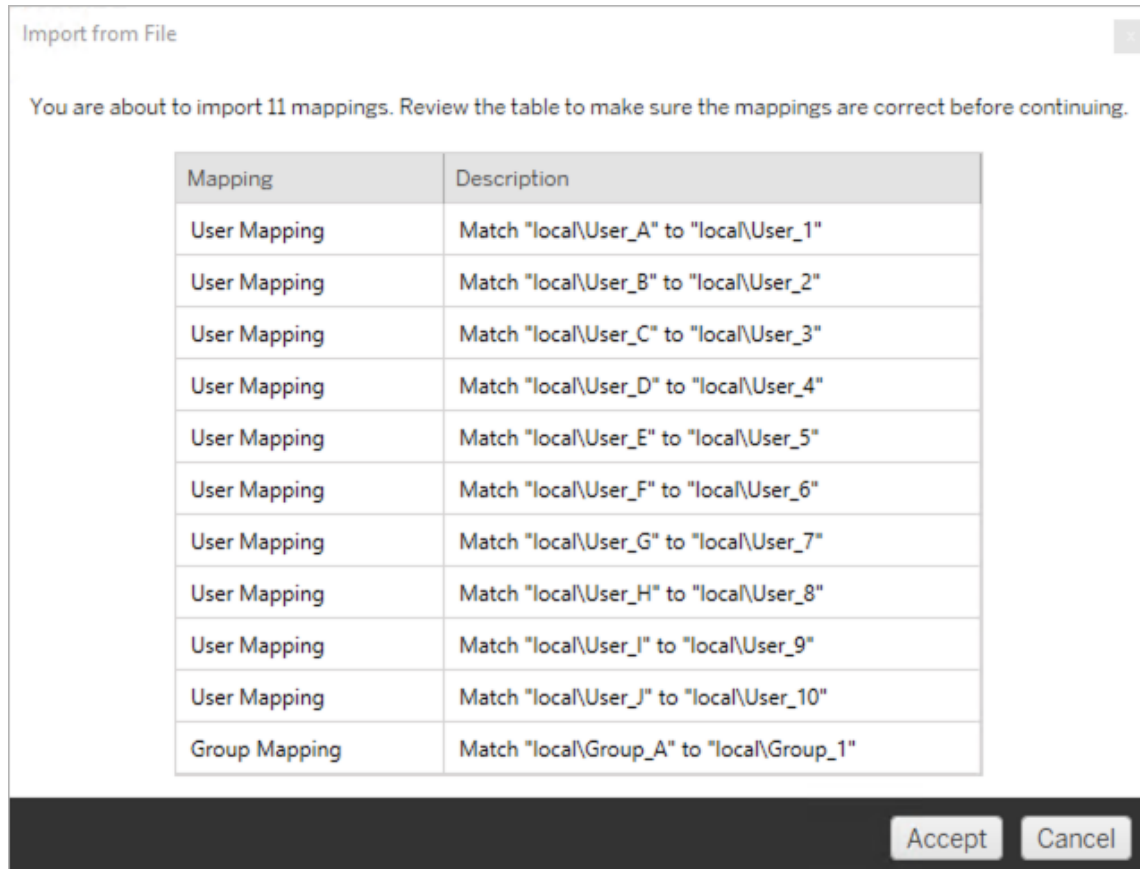 Import from File
x
You are about to import 11 mappings. Review the table to make sure the mappings are correct before continuing.
Mapping Description
User Mapping Match "local\User_A" to "local\User_1"
User Mapping Match "local\User_B" to "local\User_2"
User Mapping Match "local\User_C" to "local\User_3"
User Mapping Match "local\User_D" to "local\User_4"
User Mapping Match "local\User_E" to "local\User_5"
User Mapping Match "local\User_F" to "local\User_6"
User Mapping Match "local\User_G" to "local\User_7"
User Mapping Match "local\User_H" to "local\User_8"
User Mapping Match "local\User_I" to "local\User_9"
User Mapping Match "local\User_J" to "local\User_10"
Group Mapping Match "local\Group_A" to "local\Group_1"
Accept Cancel